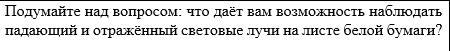 Подумайте над вопросом: что даёт вам возможность наблюдать
падающий и отражённый световые лучи на листе белой бумаги?